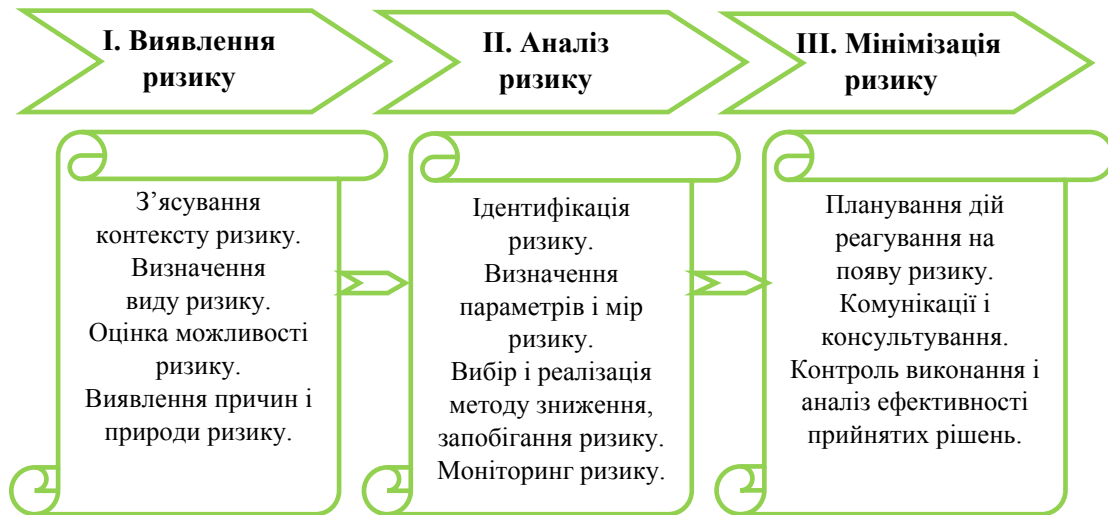 І. Виявлення
ризику
ІІ. Аналіз
ризику
ІІІ. Мінімізація
ризику
З’ясування
контексту ризику.
Визначення
виду ризику.
Оцінка можливості
ризику.
Виявлення причин і
природи ризику.
Ідентифікація
ризику.
Визначення
параметрів і мір
ризику.
Вибір і реалізація
методу зниження,
запобігання ризику.
Моніторинг ризику.
Планування дій
реагування на
появу ризику.
Комунікації і
консультування.
Контроль виконання і
аналіз ефективності
прийнятих рішень.